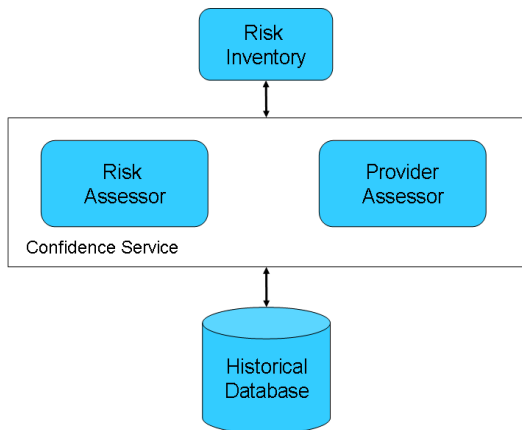 Risk
Inventory
Risk
Assessor
Provider
Assessor
Confidence Service
Historical
Database